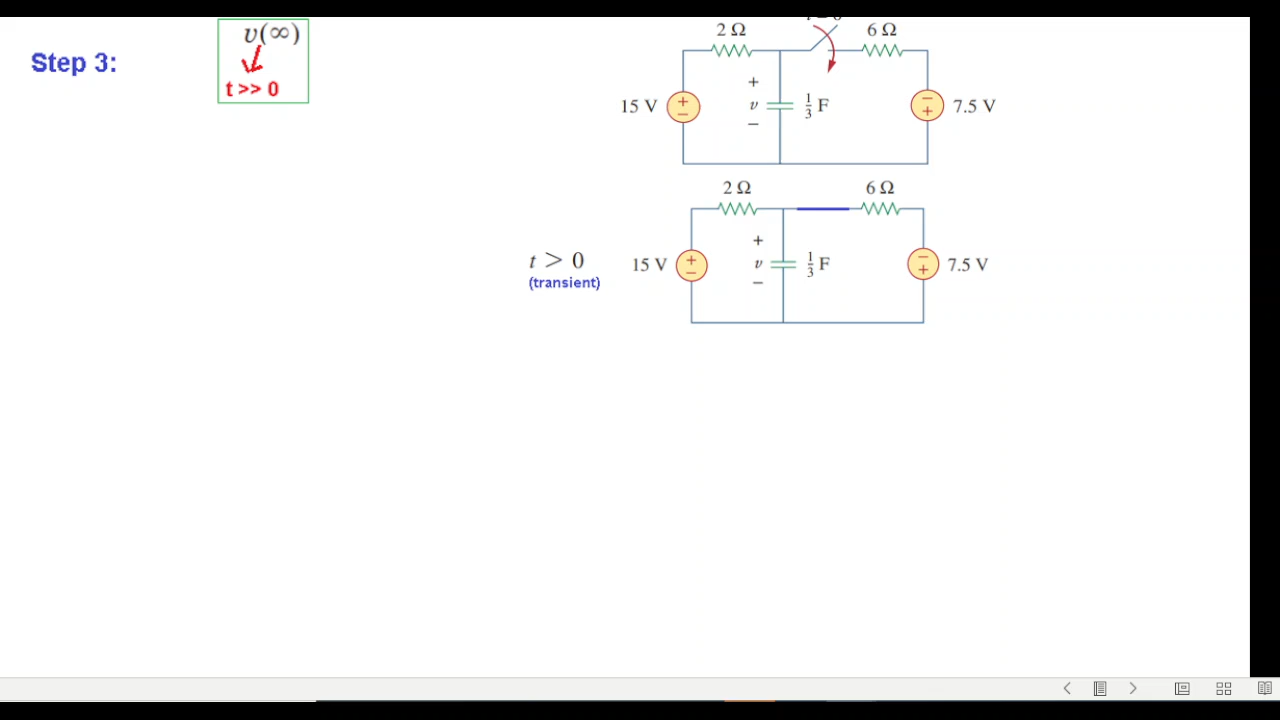 Step 3:
v(∞)
t >> 0
2 Ω
6 Ω
15 V
+
v
−
1/3 F
7.5 V
2 Ω
6 Ω
t > 0
(transient)
15 V
+
v
−
1/3 F
7.5 V